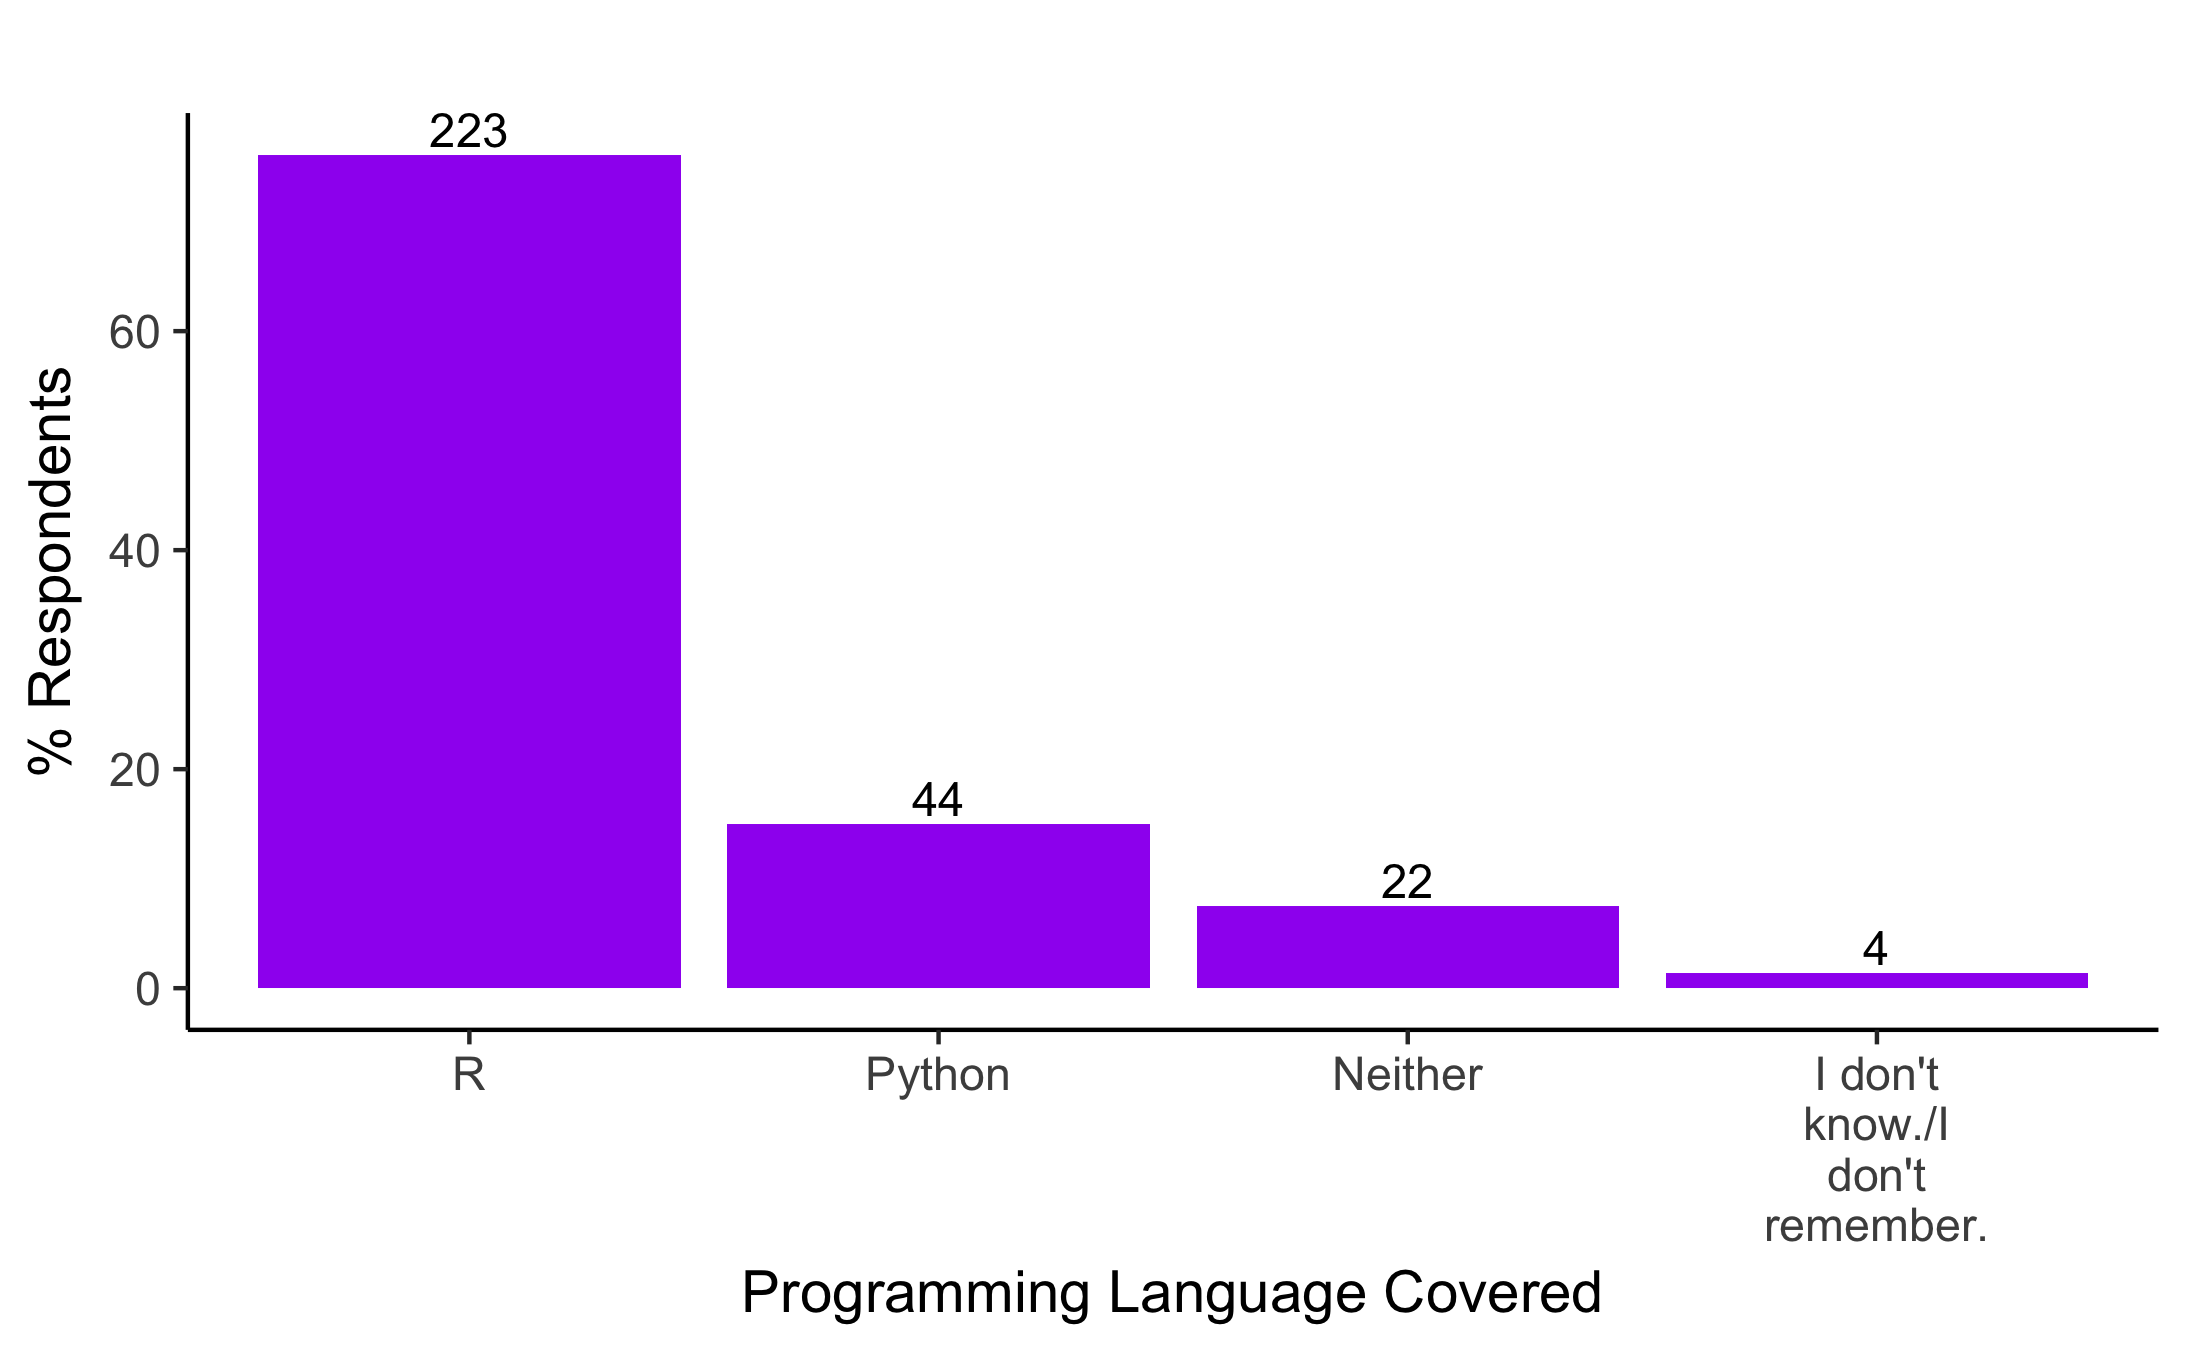 223
60
40
20
0
% Respondents
44
22
4
R
Python
Neither
I don't
know./I
don't
remember.
Programming Language Covered